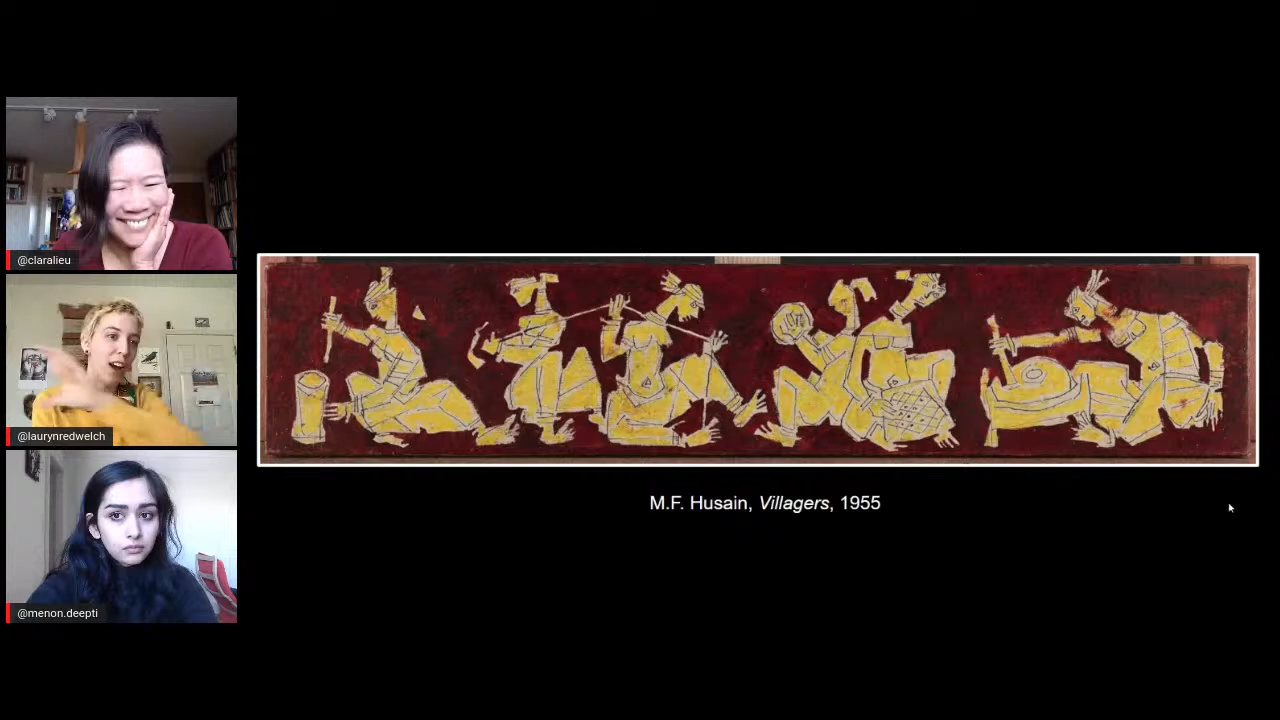 @claralieu
@laurynredwelch
@menon.deepti
M.F. Husain, Villagers, 1955